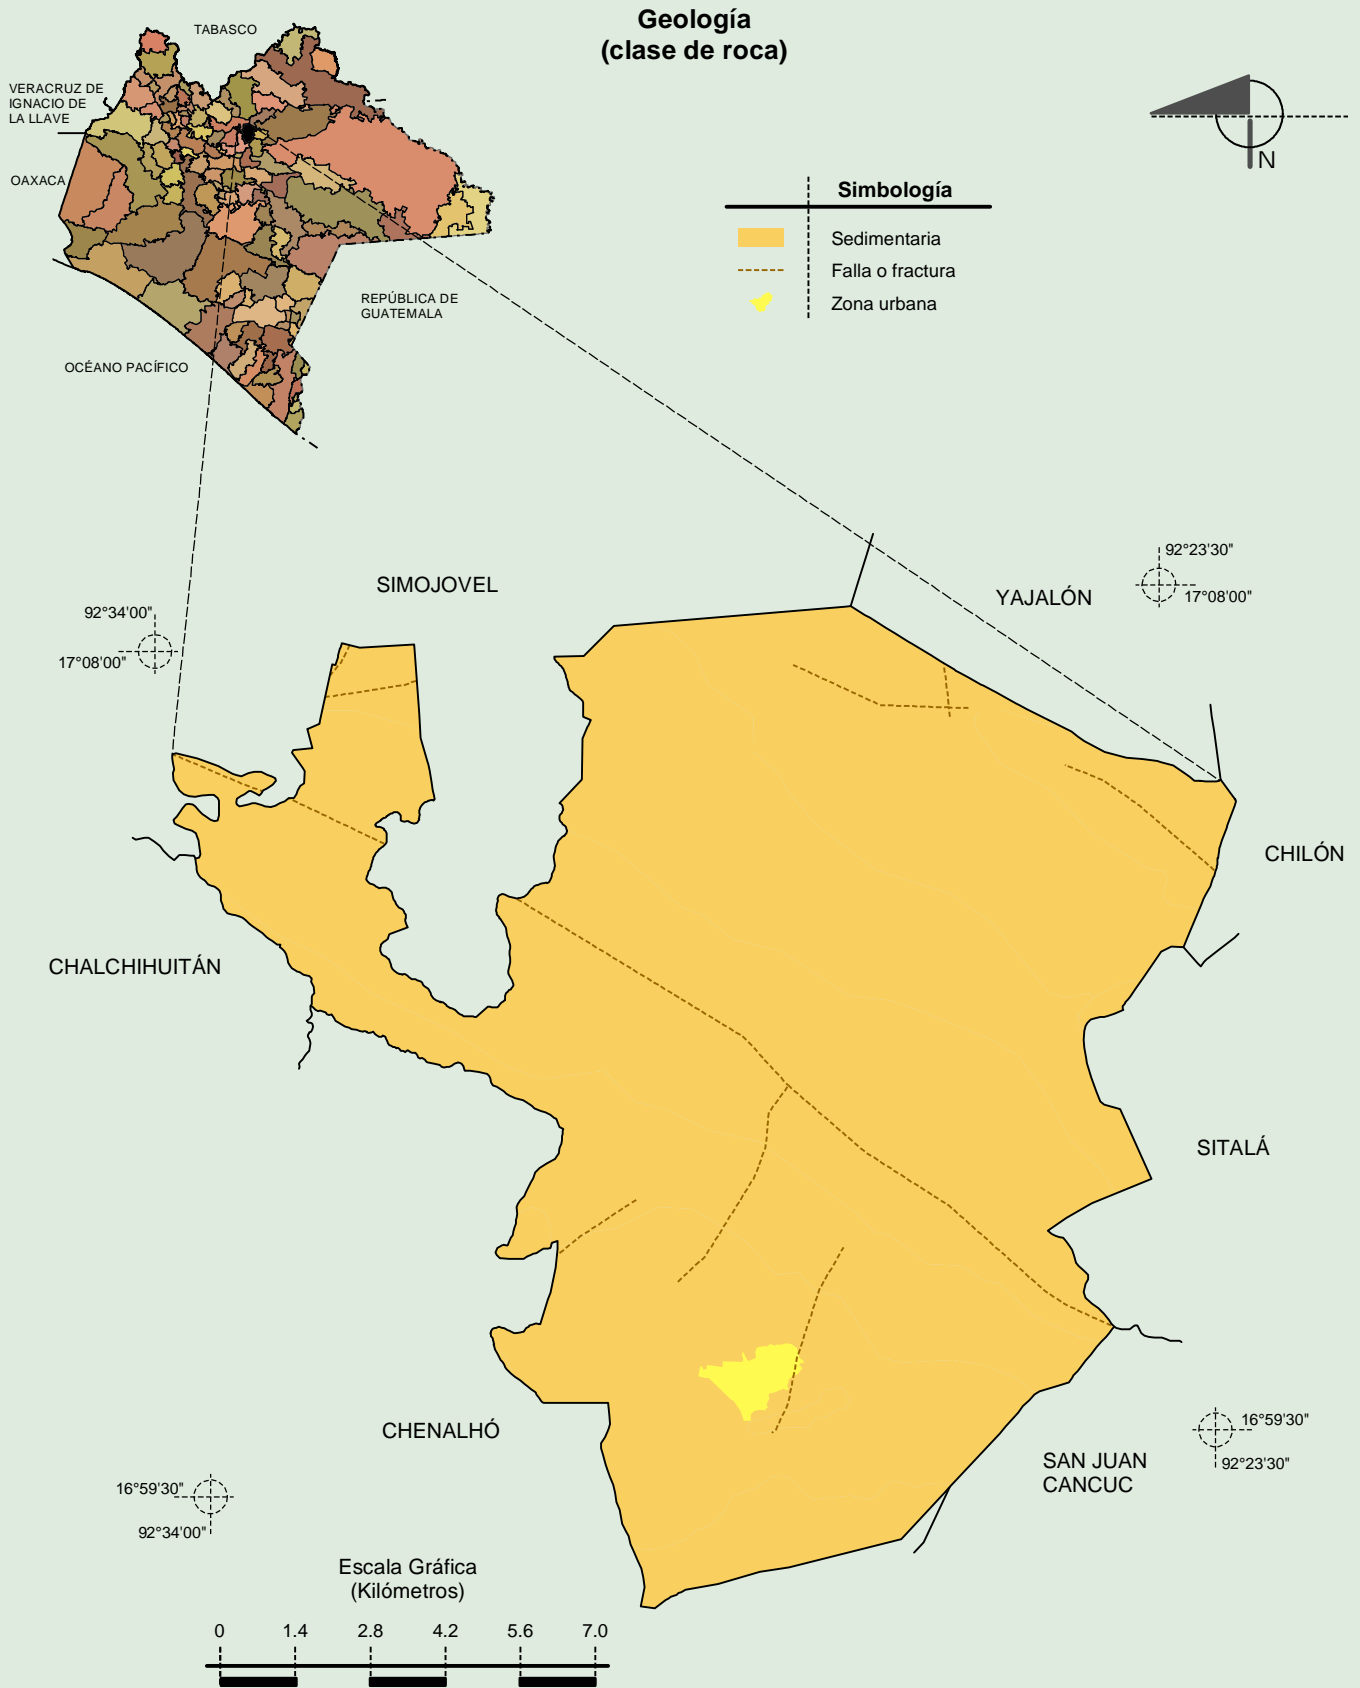 Geología
(clase de roca)
TABASCO
VERACRUZ DE
IGNACIO DE
LA LLAVE
OAXACA
REPÚBLICA DE
GUATEMALA
OCÉANO PACÍFICO
N
Simbología
Sedimentaria
Falla o fractura
Zona urbana
92°23'30"
17°08'00"
92°34'00"
17°08'00"
SIMOJOVEL
YAJALÓN
CHILÓN
CHALCHIHUITÁN
SITALÁ
CHENALHÓ
SAN JUAN
CANCUC
16°59'30"
92°23'30"
16°59'30"
92°34'00"
Escala Gráfica
(Kilómetros)
0 1.4 2.8 4.2 5.6 7.0